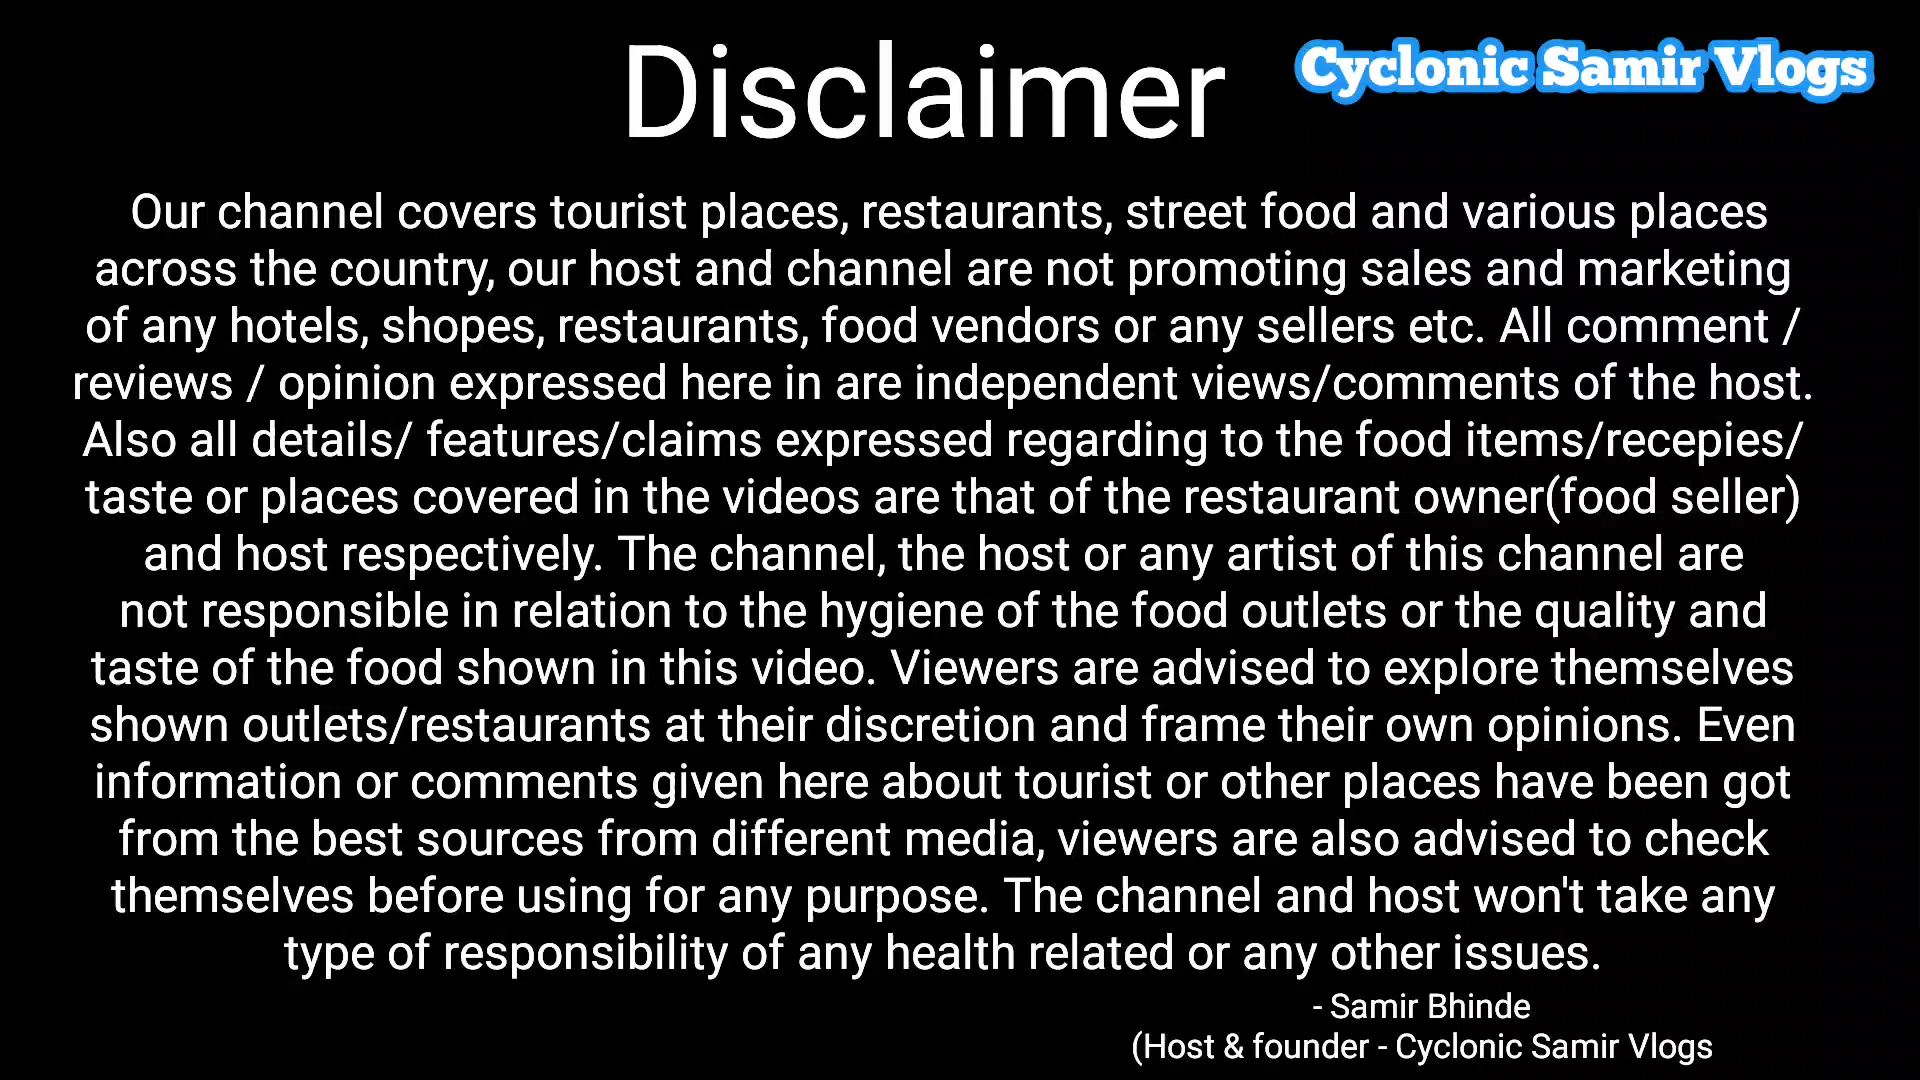 Disclaimer
Cyclonic Samir Vlogs
Our channel covers tourist places, restaurants, street food and various places
across the country, our host and channel are not promoting sales and marketing
of any hotels, shopes, restaurants, food vendors or any sellers etc. All comment /
reviews / opinion expressed here in are independent views/comments of the host.
Also all details/ features/claims expressed regarding to the food items/recepies/
taste or places covered in the videos are that of the restaurant owner(food seller)
and host respectively. The channel, the host or any artist of this channel are
not responsible in relation to the hygiene of the food outlets or the quality and
taste of the food shown in this video. Viewers are advised to explore themselves
shown outlets/restaurants at their discretion and frame their own opinions. Even
information or comments given here about tourist or other places have been got
from the best sources from different media, viewers are also advised to check
themselves before using for any purpose. The channel and host won't take any
type of responsibility of any health related or any other issues.
- Samir Bhinde
(Host & founder - Cyclonic Samir Vlogs